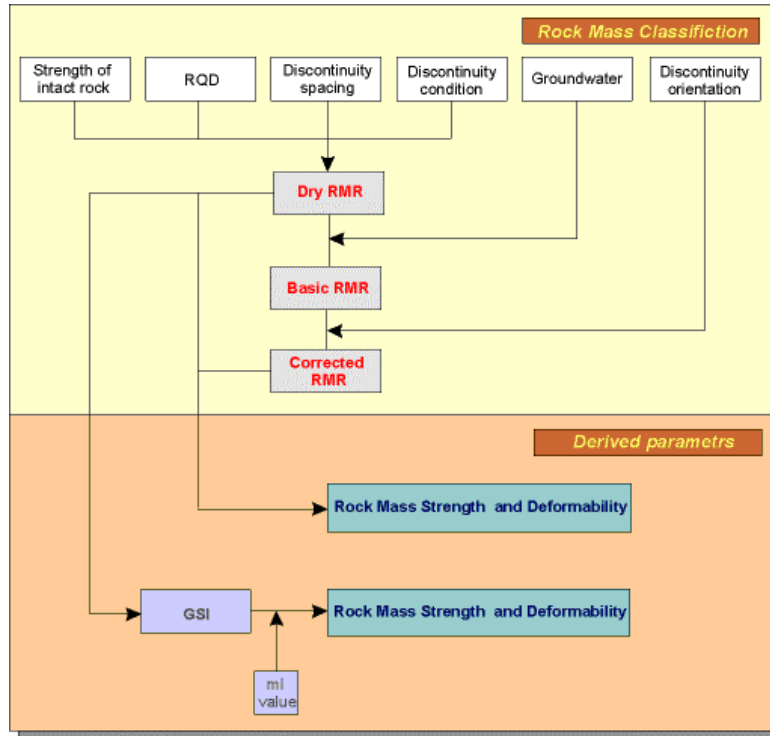 Rock Mass Classifiction
Strength of
intact rock
RQD
Discontinuity
spacing
Discontinuity
condition
Groundwater
Discontinuity
orientation
Dry RMR
Basic RMR
Corrected
RMR
Derived parametrs
Rock Mass Strength and Deformability
GSI
Rock Mass Strength and Deformability
mi
value